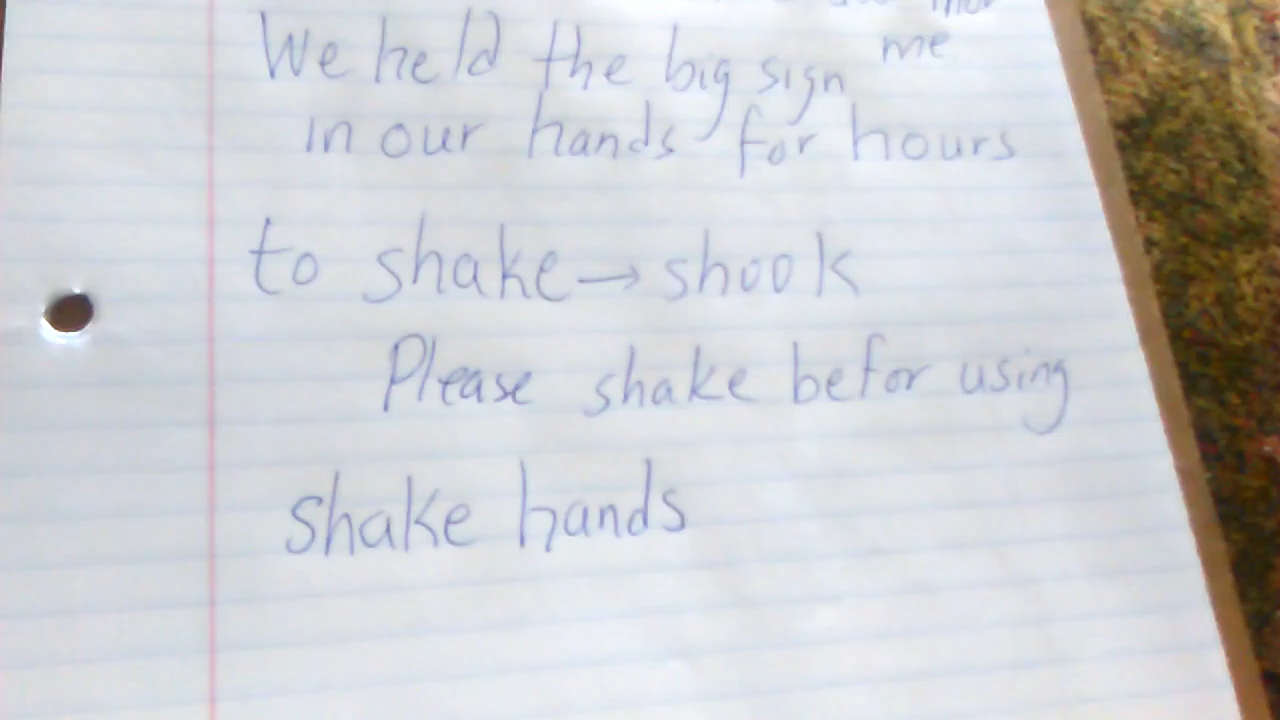 me
We held the big sign
in our hands for hours
to shake → shook
Please shake befor using
shake hands